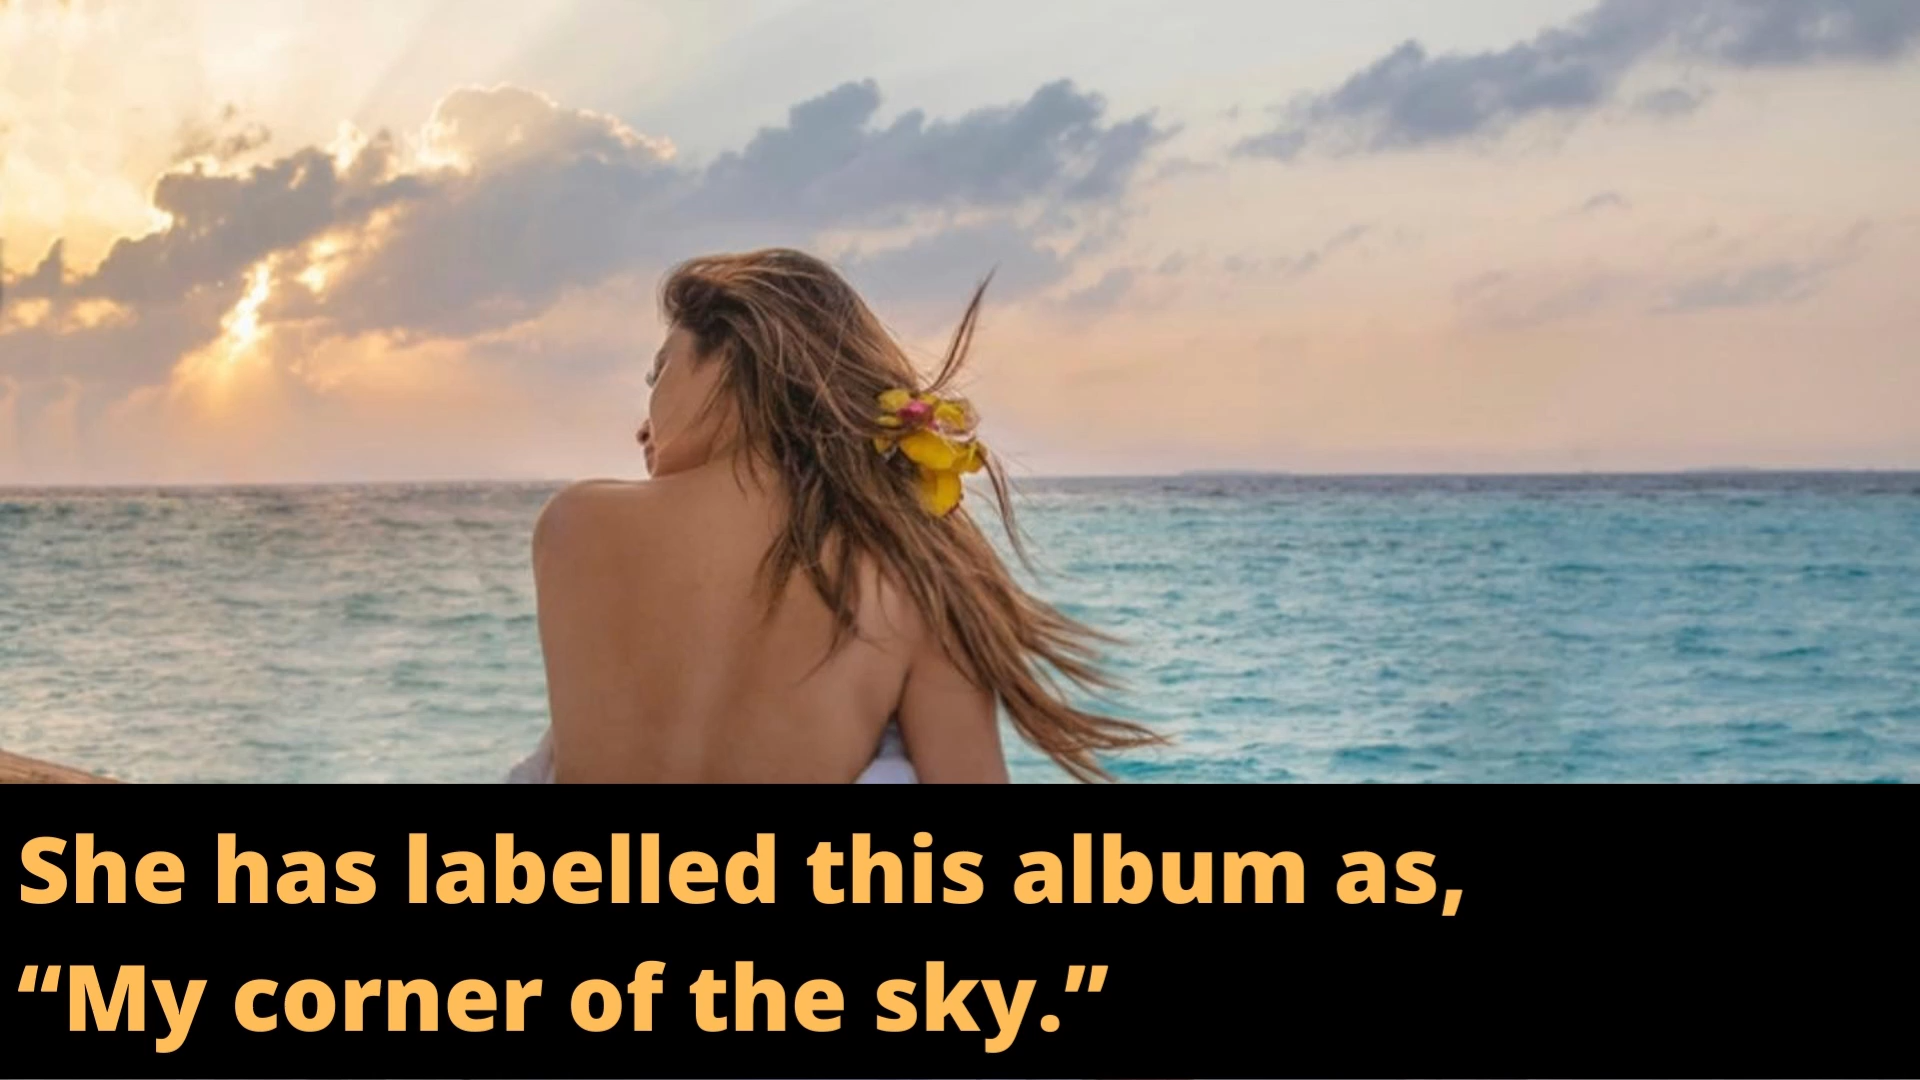 She has labelled this album as,
“My corner of the sky.”